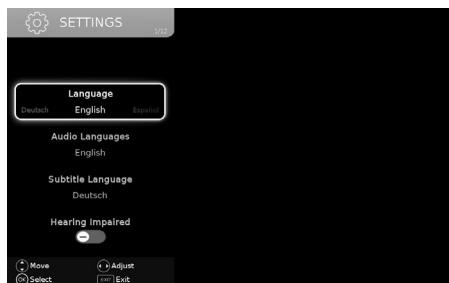 SETTINGS
1/12
Language
Deutsch English Español
Audio Languages
English
Subtitle Language
Deutsch
Hearing Impaired
Move Adjust
OK Select EXIT Exit